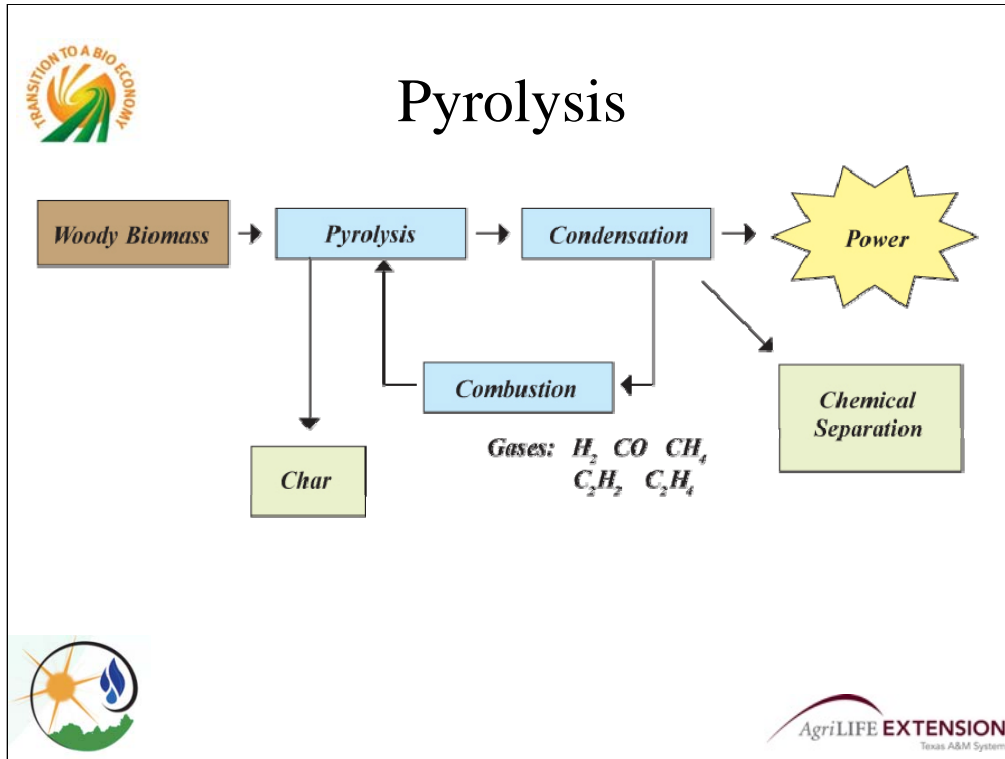 TRANSITION TO A BIO ECONOMY
Pyrolysis
Woody Biomass
Pyrolysis
Condensation
Power
Combustion
Chemical
Separation
Gases: H₂ CO CH₄
C₂H₂ C₂H₄
Char
AgriLIFE EXTENSION
Texas A&M System